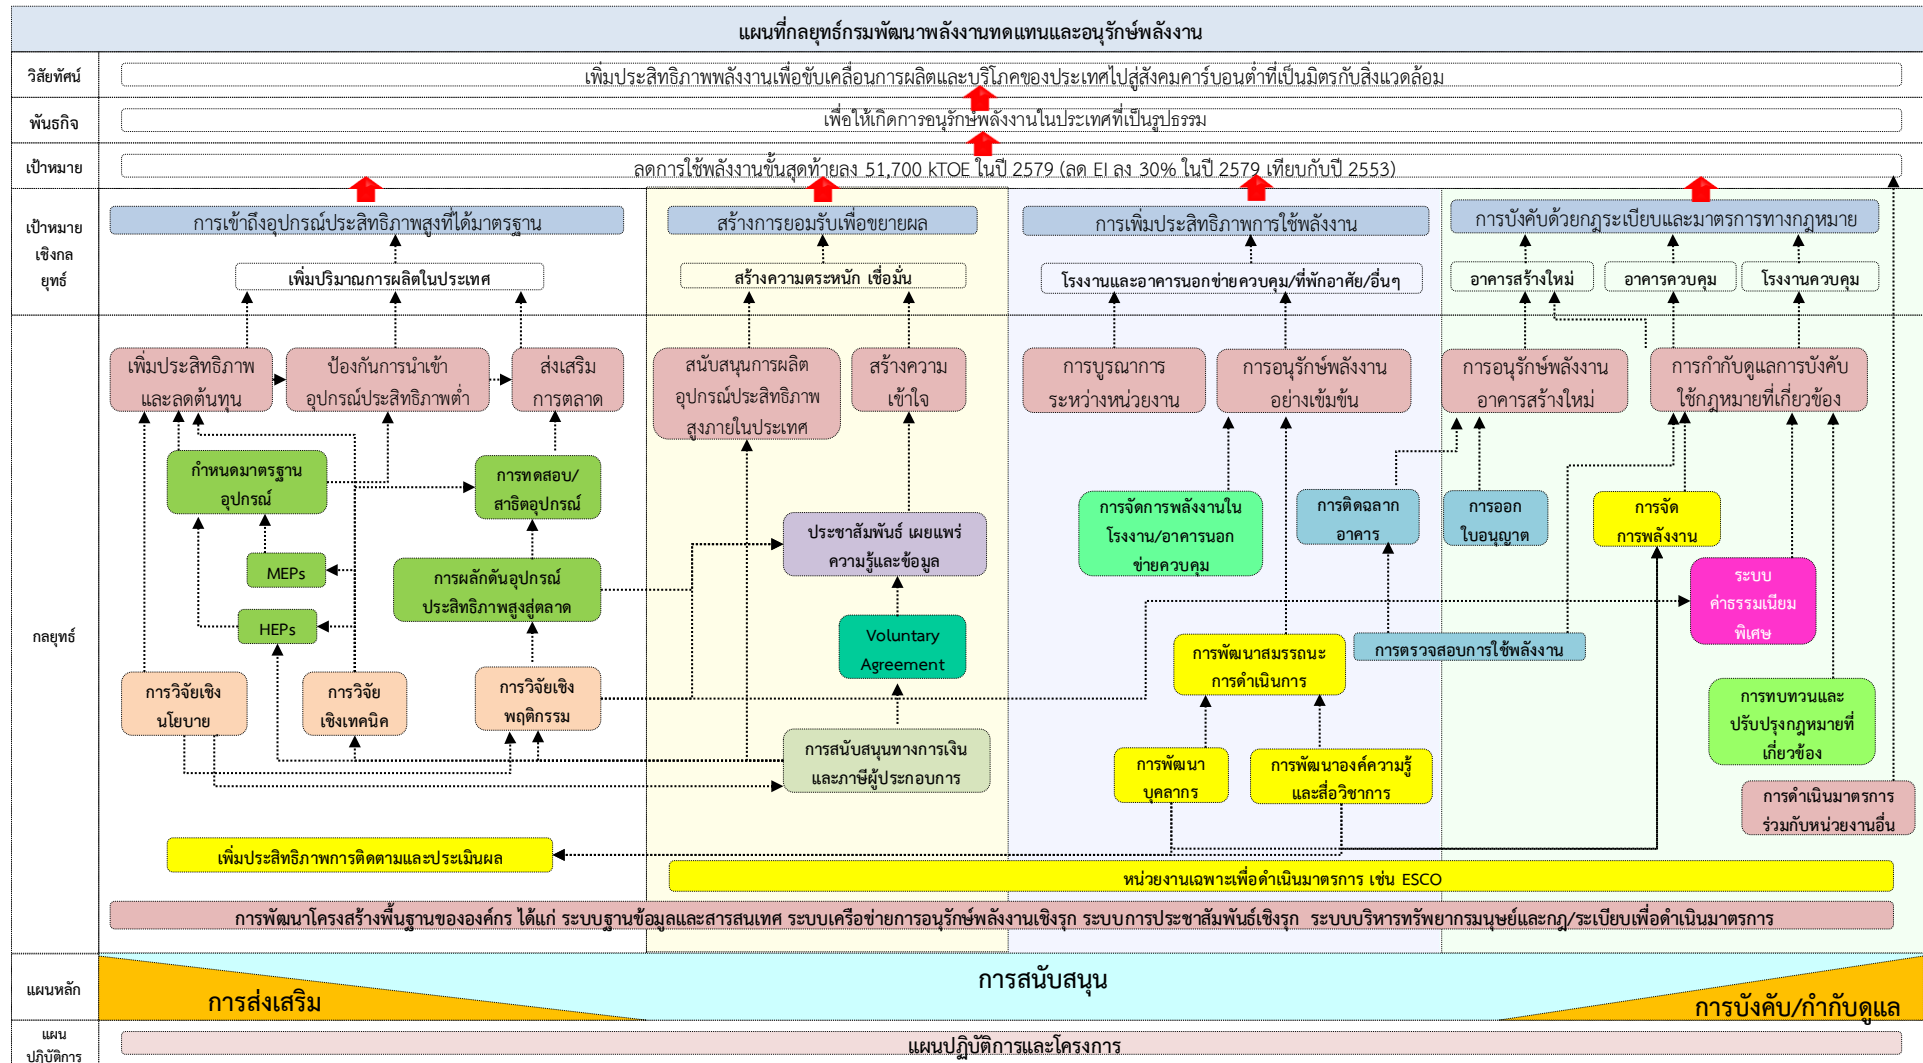 แผนที่กลยุทธ์กรมพัฒนาพลังงานทดแทนและอนุรักษ์พลังงาน
วิสัยทัศน์
เพิ่มประสิทธิภาพพลังงานเพื่อขับเคลื่อนการผลิตและบริโภคของประเทศไปสู่สังคมคาร์บอนต่ำที่เป็นมิตรกับสิ่งแวดล้อม
พันธกิจ
เพื่อให้เกิดการอนุรักษ์พลังงานในประเทศที่เป็นรูปธรรม
เป้าหมาย
ลดการใช้พลังงานขั้นสุดท้ายลง 51,700 kTOE ในปี 2579 (ลด EI ลง 30% ในปี 2579 เทียบกับปี 2553)
เป้าหมาย
เชิงกล
ยุทธ์
การเข้าถึงอุปกรณ์ประสิทธิภาพสูงที่ได้มาตรฐาน
สร้างการยอมรับเพื่อขยายผล
การเพิ่มประสิทธิภาพการใช้พลังงาน
การบังคับด้วยกฎระเบียบและมาตรการทางกฎหมาย
เพิ่มปริมาณการผลิตในประเทศ
สร้างความตระหนัก เชื่อมั่น
โรงงานและอาคารนอกข่ายควบคุม/ที่พักอาศัย/อื่นๆ
อาคารสร้างใหม่
อาคารควบคุม
โรงงานควบคุม
กลยุทธ์
เพิ่มประสิทธิภาพ
และลดต้นทุน
ป้องกันการนำเข้า
อุปกรณ์ประสิทธิภาพต่ำ
ส่งเสริม
การตลาด
สนับสนุนการผลิต
อุปกรณ์ประสิทธิภาพ
สูงภายในประเทศ
สร้างความ
เข้าใจ
การบูรณาการ
ระหว่างหน่วยงาน
การอนุรักษ์พลังงาน
อย่างเข้มข้น
การอนุรักษ์พลังงาน
อาคารสร้างใหม่
การกำกับดูแลการบังคับ
ใช้กฎหมายที่เกี่ยวข้อง
กำหนดมาตรฐาน
อุปกรณ์
การทดสอบ/
สาธิตอุปกรณ์
ประชาสัมพันธ์ เผยแพร่
ความรู้และข้อมูล
การจัดการพลังงานใน
โรงงาน/อาคารนอก
ข่ายควบคุม
การติดฉลาก
อาคาร
การออก
ใบอนุญาต
การจัด
การพลังงาน
MEPs
HEPs
การผลักดันอุปกรณ์
ประสิทธิภาพสูงสู่ตลาด
Voluntary
Agreement
ระบบ
ค่าธรรมเนียม
พิเศษ
การพัฒนาสมรรถนะ
การดำเนินการ
การตรวจสอบการใช้พลังงาน
การวิจัยเชิง
นโยบาย
การวิจัย
เชิงเทคนิค
การวิจัยเชิง
พฤติกรรม
การสนับสนุนทางการเงิน
และภาษีผู้ประกอบการ
การพัฒนา
บุคลากร
การพัฒนาองค์ความรู้
และสื่อวิชาการ
การทบทวนและ
ปรับปรุงกฎหมายที่
เกี่ยวข้อง
การดำเนินมาตรการ
ร่วมกับหน่วยงานอื่น
เพิ่มประสิทธิภาพการติดตามและประเมินผล
หน่วยงานเฉพาะเพื่อดำเนินมาตรการ เช่น ESCO
การพัฒนาโครงสร้างพื้นฐานขององค์กร ได้แก่ ระบบฐานข้อมูลและสารสนเทศ ระบบเครือข่ายการอนุรักษ์พลังงานเชิงรุก ระบบการประชาสัมพันธ์เชิงรุก ระบบบริหารทรัพยากรมนุษย์และกฎ/ระเบียบเพื่อดำเนินมาตรการ
แผนหลัก
การส่งเสริม
การสนับสนุน
การบังคับ/กำกับดูแล
แผน
ปฏิบัติการ
แผนปฏิบัติการและโครงการ